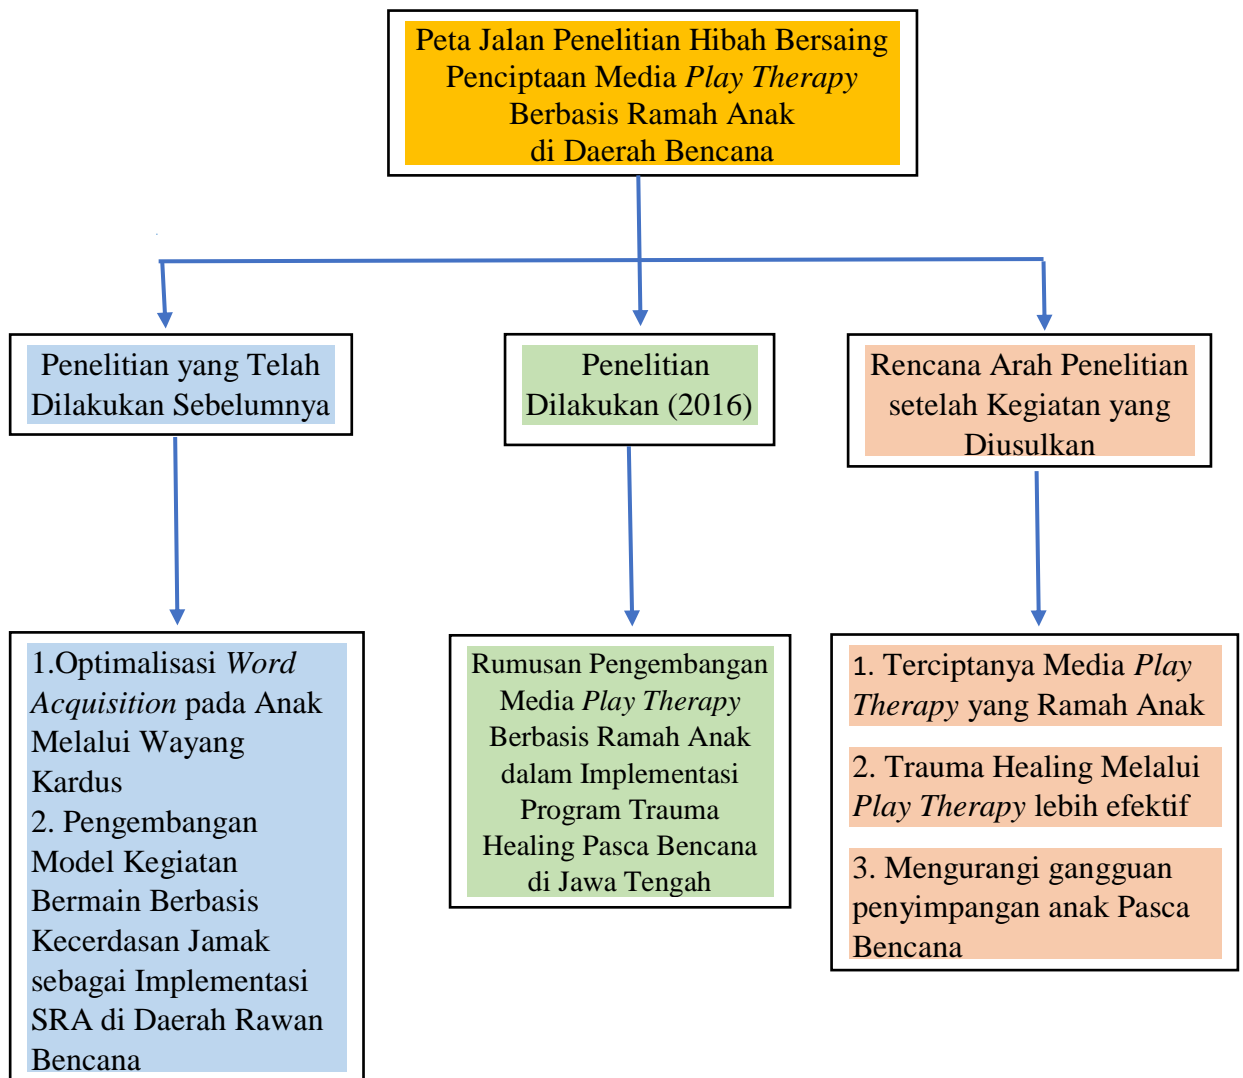 Peta Jalan Penelitian Hibah Bersaing
Penciptaan Media Play Therapy
Berbasis Ramah Anak
di Daerah Bencana
Penelitian yang Telah
Dilakukan Sebelumnya
Penelitian
Dilakukan (2016)
Rencana Arah Penelitian
setelah Kegiatan yang
Diusulkan
1.Optimalisasi Word
Acquisition pada Anak
Melalui Wayang
Kardus
2. Pengembangan
Model Kegiatan
Bermain Berbasis
Kecerdasan Jamak
sebagai Implementasi
SRA di Daerah Rawan
Bencana
Rumusan Pengembangan
Media Play Therapy
Berbasis Ramah Anak
dalam Implementasi
Program Trauma
Healing Pasca Bencana
di Jawa Tengah
1. Terciptanya Media Play
Therapy yang Ramah Anak
2. Trauma Healing Melalui
Play Therapy lebih efektif
3. Mengurangi gangguan
penyimpangan anak Pasca
Bencana